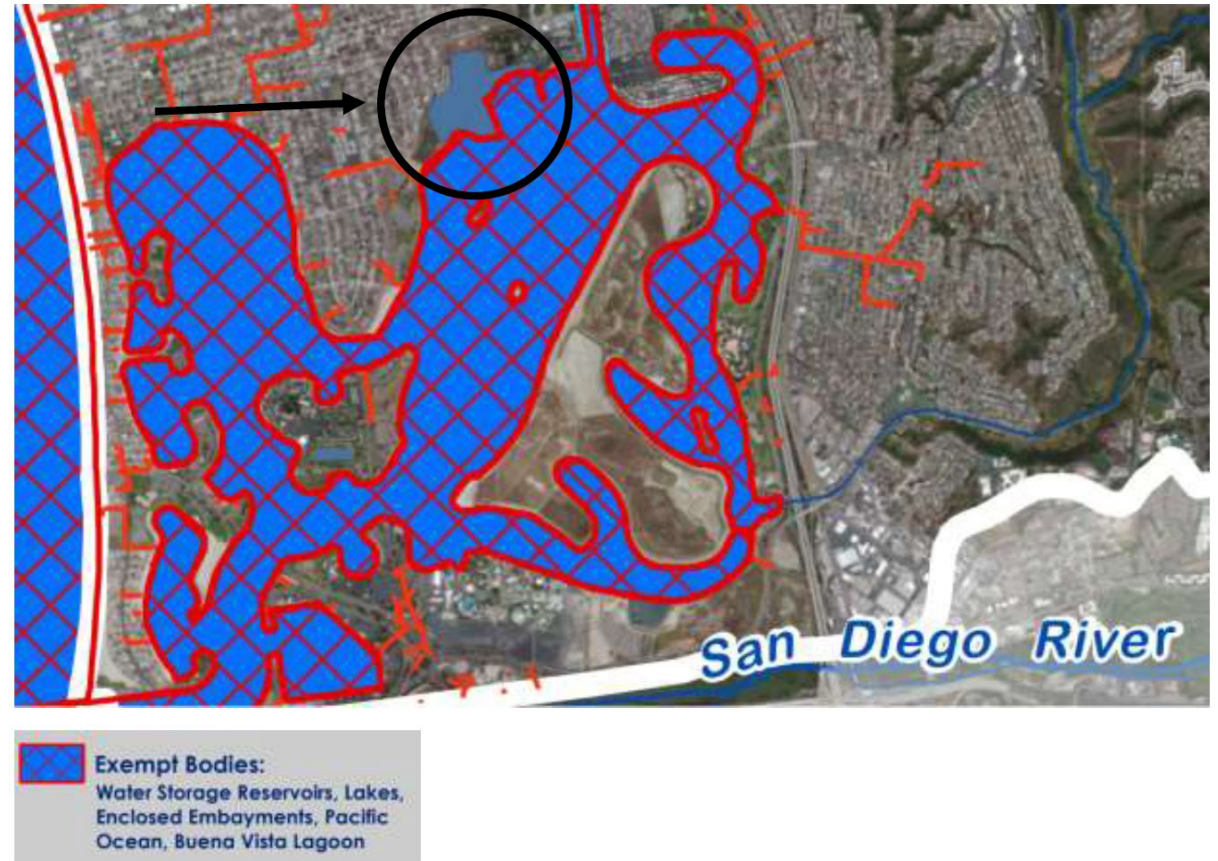 San Diego River
Exempt Bodies:
Water Storage Reservoirs, Lakes,
Enclosed Embayments, Pacific
Ocean, Buena Vista Lagoon